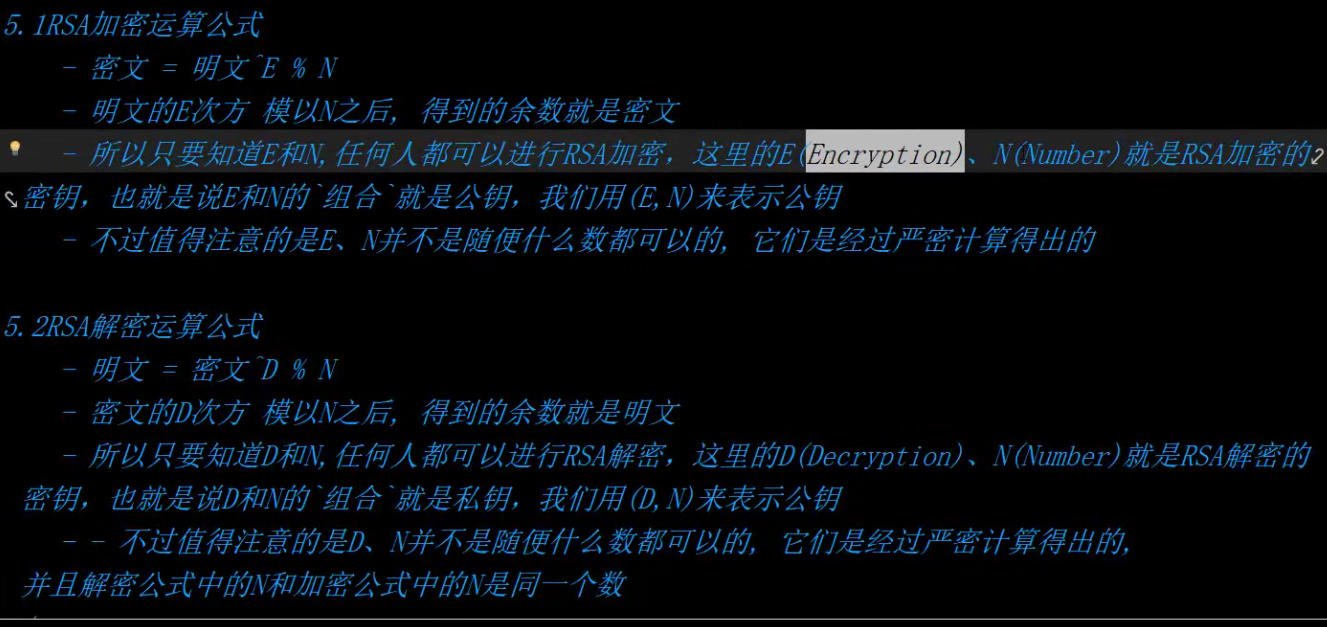 5.1RSA加密运算公式
- 密文 = 明文^E % N
- 明文的E次方 模以N之后, 得到的余数就是密文
- 所以只要知道E和N,任何人都可以进行RSA加密，这里的E(Encryption)、N(Number)就是RSA加密的
密钥，也就是说E和N的`组合`就是公钥，我们用(E,N)来表示公钥
- 不过值得注意的是E、N并不是随便什么数都可以的, 它们是经过严密计算得出的
5.2RSA解密运算公式
- 明文 = 密文^D % N
- 密文的D次方 模以N之后, 得到的余数就是明文
- 所以只要知道D和N,任何人都可以进行RSA解密，这里的D(Decryption)、N(Number)就是RSA解密的
密钥，也就是说D和N的`组合`就是私钥，我们用(D,N)来表示公钥
- - 不过值得注意的是D、N并不是随便什么数都可以的, 它们是经过严密计算得出的,
并且解密公式中的N和加密公式中的N是同一个数